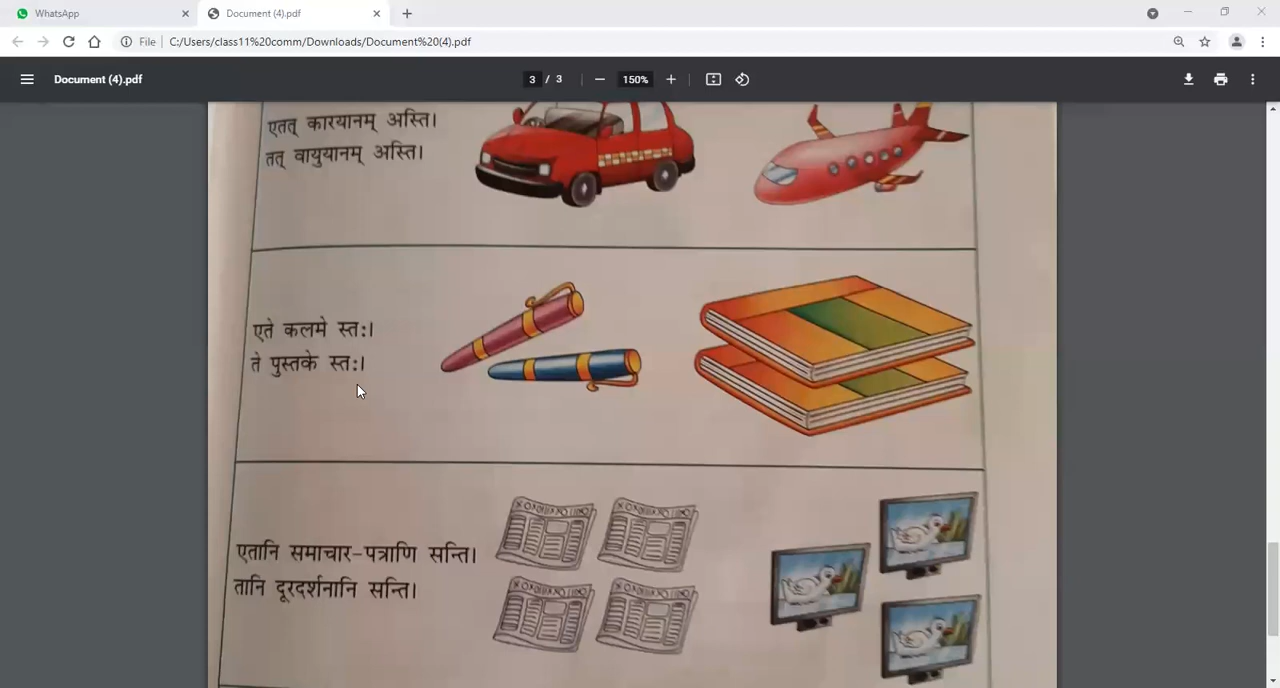 WhatsApp
Document (4).pdf
File
C:/Users/class11%20comm/Downloads/Document%20(4).pdf
Document (4).pdf
3 / 3
150%
एतत् कारयानम् अस्ति।
तत् वायुयानम् अस्ति।
एते कलमे स्तः।
ते पुस्तके स्तः।
एतानि समाचार-पत्राणि सन्ति।
तानि दूरदर्शनानि सन्ति।